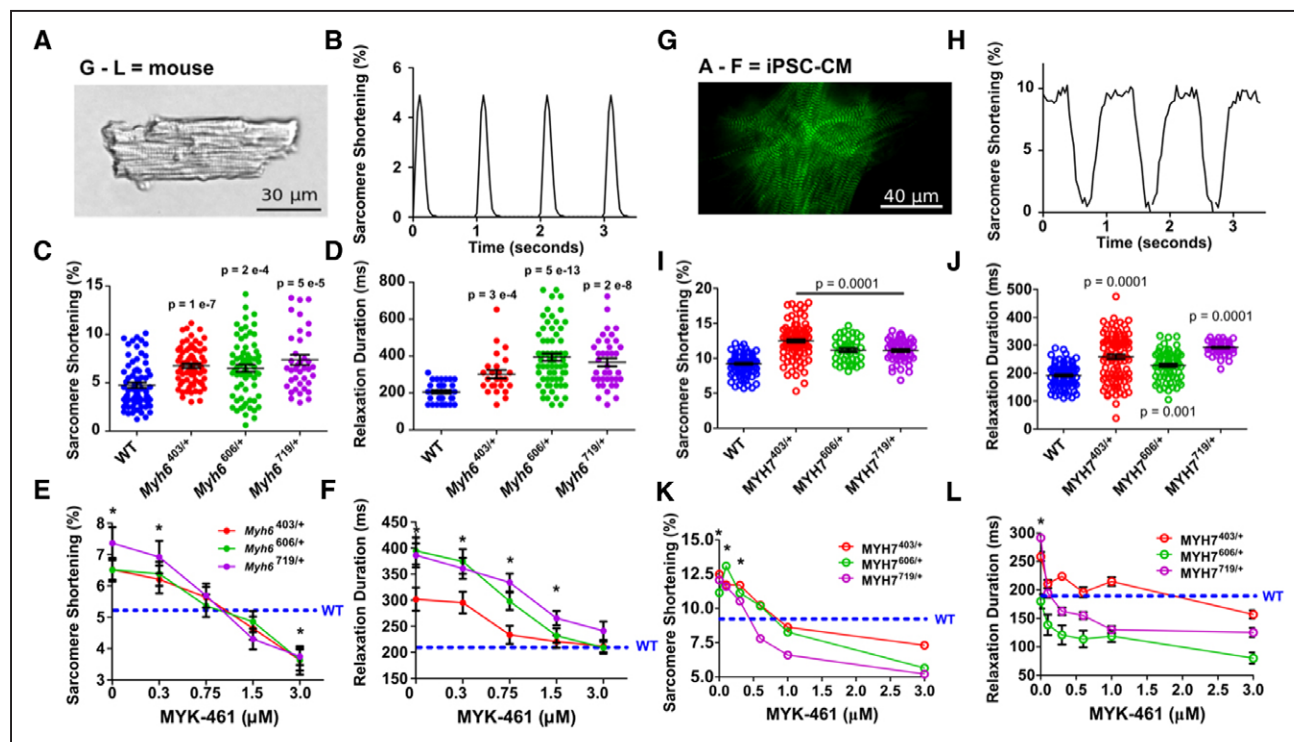 A
G - L = mouse
30 µm
B
Sarcomere Shortening (%)
6
4
2
0
0 1 2 3
Time (seconds)
G
A - F = iPSC-CM
40 µm
H
Sarcomere Shortening (%)
10
5
0
0 1 2 3
Time (seconds)
C
Sarcomere Shortening (%)
15
10
5
0
p = 1 e-7
p = 2 e-4
p = 5 e-5
WT
Myh6 403/+
Myh6 606/+
Myh6 719/+
D
Relaxation Duration (ms)
800
600
400
200
0
p = 3 e-4
p = 5 e-13
p = 2 e-8
WT
Myh6 403/+
Myh6 606/+
Myh6 719/+
I
Sarcomere Shortening (%)
20
15
10
5
0
p = 0.0001
WT
MYH7 403/+
MYH7 606/+
MYH7 719/+
J
Relaxation Duration (ms)
500
400
300
200
100
0
p = 0.0001
p = 0.001
p = 0.0001
WT
MYH7 403/+
MYH7 606/+
MYH7 719/+
E
Sarcomere Shortening (%)
8
7
6
5
4
3
* * *
Myh6 403/+
Myh6 606/+
Myh6 719/+
WT
0 0.3 0.75 1.5 3.0
MYK-461 (µM)
F
Relaxation Duration (ms)
450
400
350
300
250
200
* * * *
WT
0 0.3 0.75 1.5 3.0
MYK-461 (µM)
K
Sarcomere Shortening (%)
15.0
12.5
10.0
7.5
5.0
* * *
MYH7 403/+
MYH7 606/+
MYH7 719/+
WT
0.0 0.5 1.0 1.5 2.0 2.5 3.0
MYK-461 (µM)
L
Relaxation Duration (ms)
300
250
200
150
100
50
*
MYH7 403/+
MYH7 606/+
MYH7 719/+
WT
0.0 0.5 1.0 1.5 2.0 2.5 3.0
MYK-461 (µM)